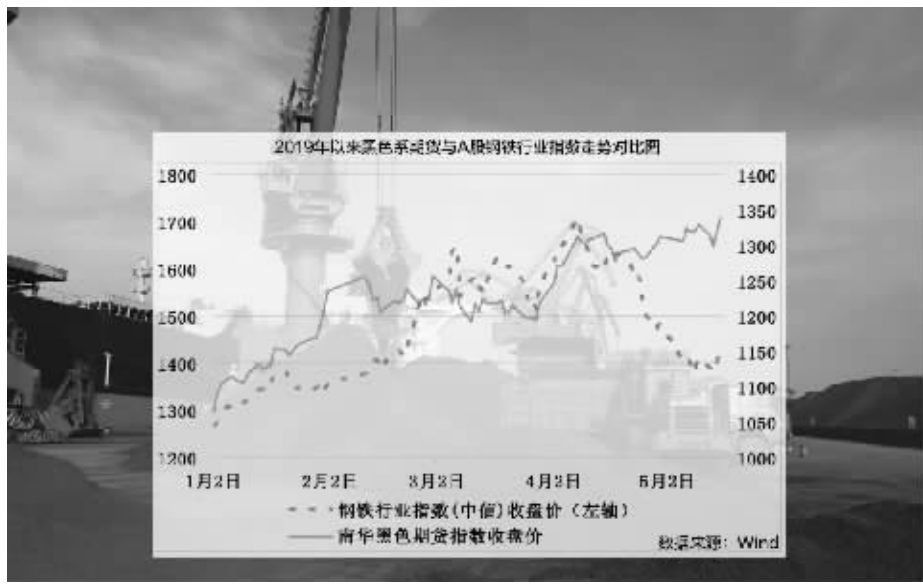 2019年以来黑色系期货与A股钢铁行业指数走势对比图
1800 1400
1700 1350
1600 1300
1500 1250
1400 1200
1300 1150
1200 1100
1050
1000
1月2日 2月2日 3月2日 4月2日 5月2日
钢铁行业指数(中信)收盘价(左轴)
南华黑色期货指数收盘价
数据来源：Wind